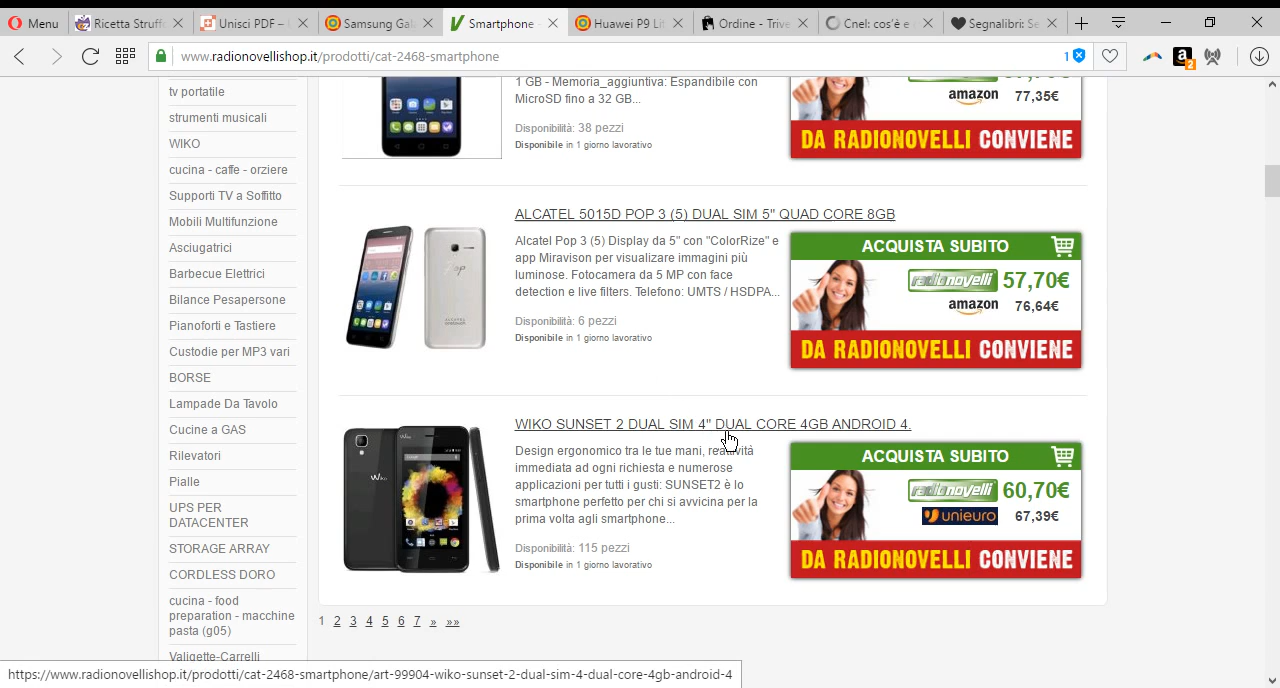 Menu
Ricetta Struff
Unisci PDF –
Samsung Gal
Smartphone -
Huawei P9 Li
Ordine - Trive
Cnel: cos'è e
Segnalibri: Se
www.radionovellishop.it/prodotti/cat-2468-smartphone
1
a
2
tv portatile
strumenti musicali
WIKO
cucina - caffe - orziere
Supporti TV a Soffitto
Mobili Multifunzione
Asciugatrici
Barbecue Elettrici
Bilance Pesapersone
Pianoforti e Tastiere
Custodie per MP3 vari
BORSE
Lampade Da Tavolo
Cucine a GAS
Rilevatori
Pialle
UPS PER
DATACENTER
STORAGE ARRAY
CORDLESS DORO
cucina - food
preparation - macchine
pasta (g05)
Valigette-Carrelli
1 GB - Memoria_aggiuntiva: Espandibile con
MicroSD fino a 32 GB...
Disponibilità: 38 pezzi
Disponibile in 1 giorno lavorativo
amazon 77,35€
DA RADIONOVELLI CONVIENE
ALCATEL 5015D POP 3 (5) DUAL SIM 5" QUAD CORE 8GB
Alcatel Pop 3 (5) Display da 5" con "ColorRize" e
app Miravison per visualizare immagini più
luminose. Fotocamera da 5 MP con face
detection e live filters. Telefono: UMTS / HSDPA...
Disponibilità: 6 pezzi
Disponibile in 1 giorno lavorativo
ACQUISTA SUBITO
radionovelli 57,70€
amazon 76,64€
DA RADIONOVELLI CONVIENE
WIKO SUNSET 2 DUAL SIM 4" DUAL CORE 4GB ANDROID 4.
Design ergonomico tra le tue mani, reattività
immediata ad ogni richiesta e numerose
applicazioni per tutti i gusti: SUNSET2 è lo
smartphone perfetto per chi si avvicina per la
prima volta agli smartphone...
Disponibilità: 115 pezzi
Disponibile in 1 giorno lavorativo
ACQUISTA SUBITO
radionovelli 60,70€
unieuro 67,39€
DA RADIONOVELLI CONVIENE
1 2 3 4 5 6 7 » »»
https://www.radionovellishop.it/prodotti/cat-2468-smartphone/art-99904-wiko-sunset-2-dual-sim-4-dual-core-4gb-android-4